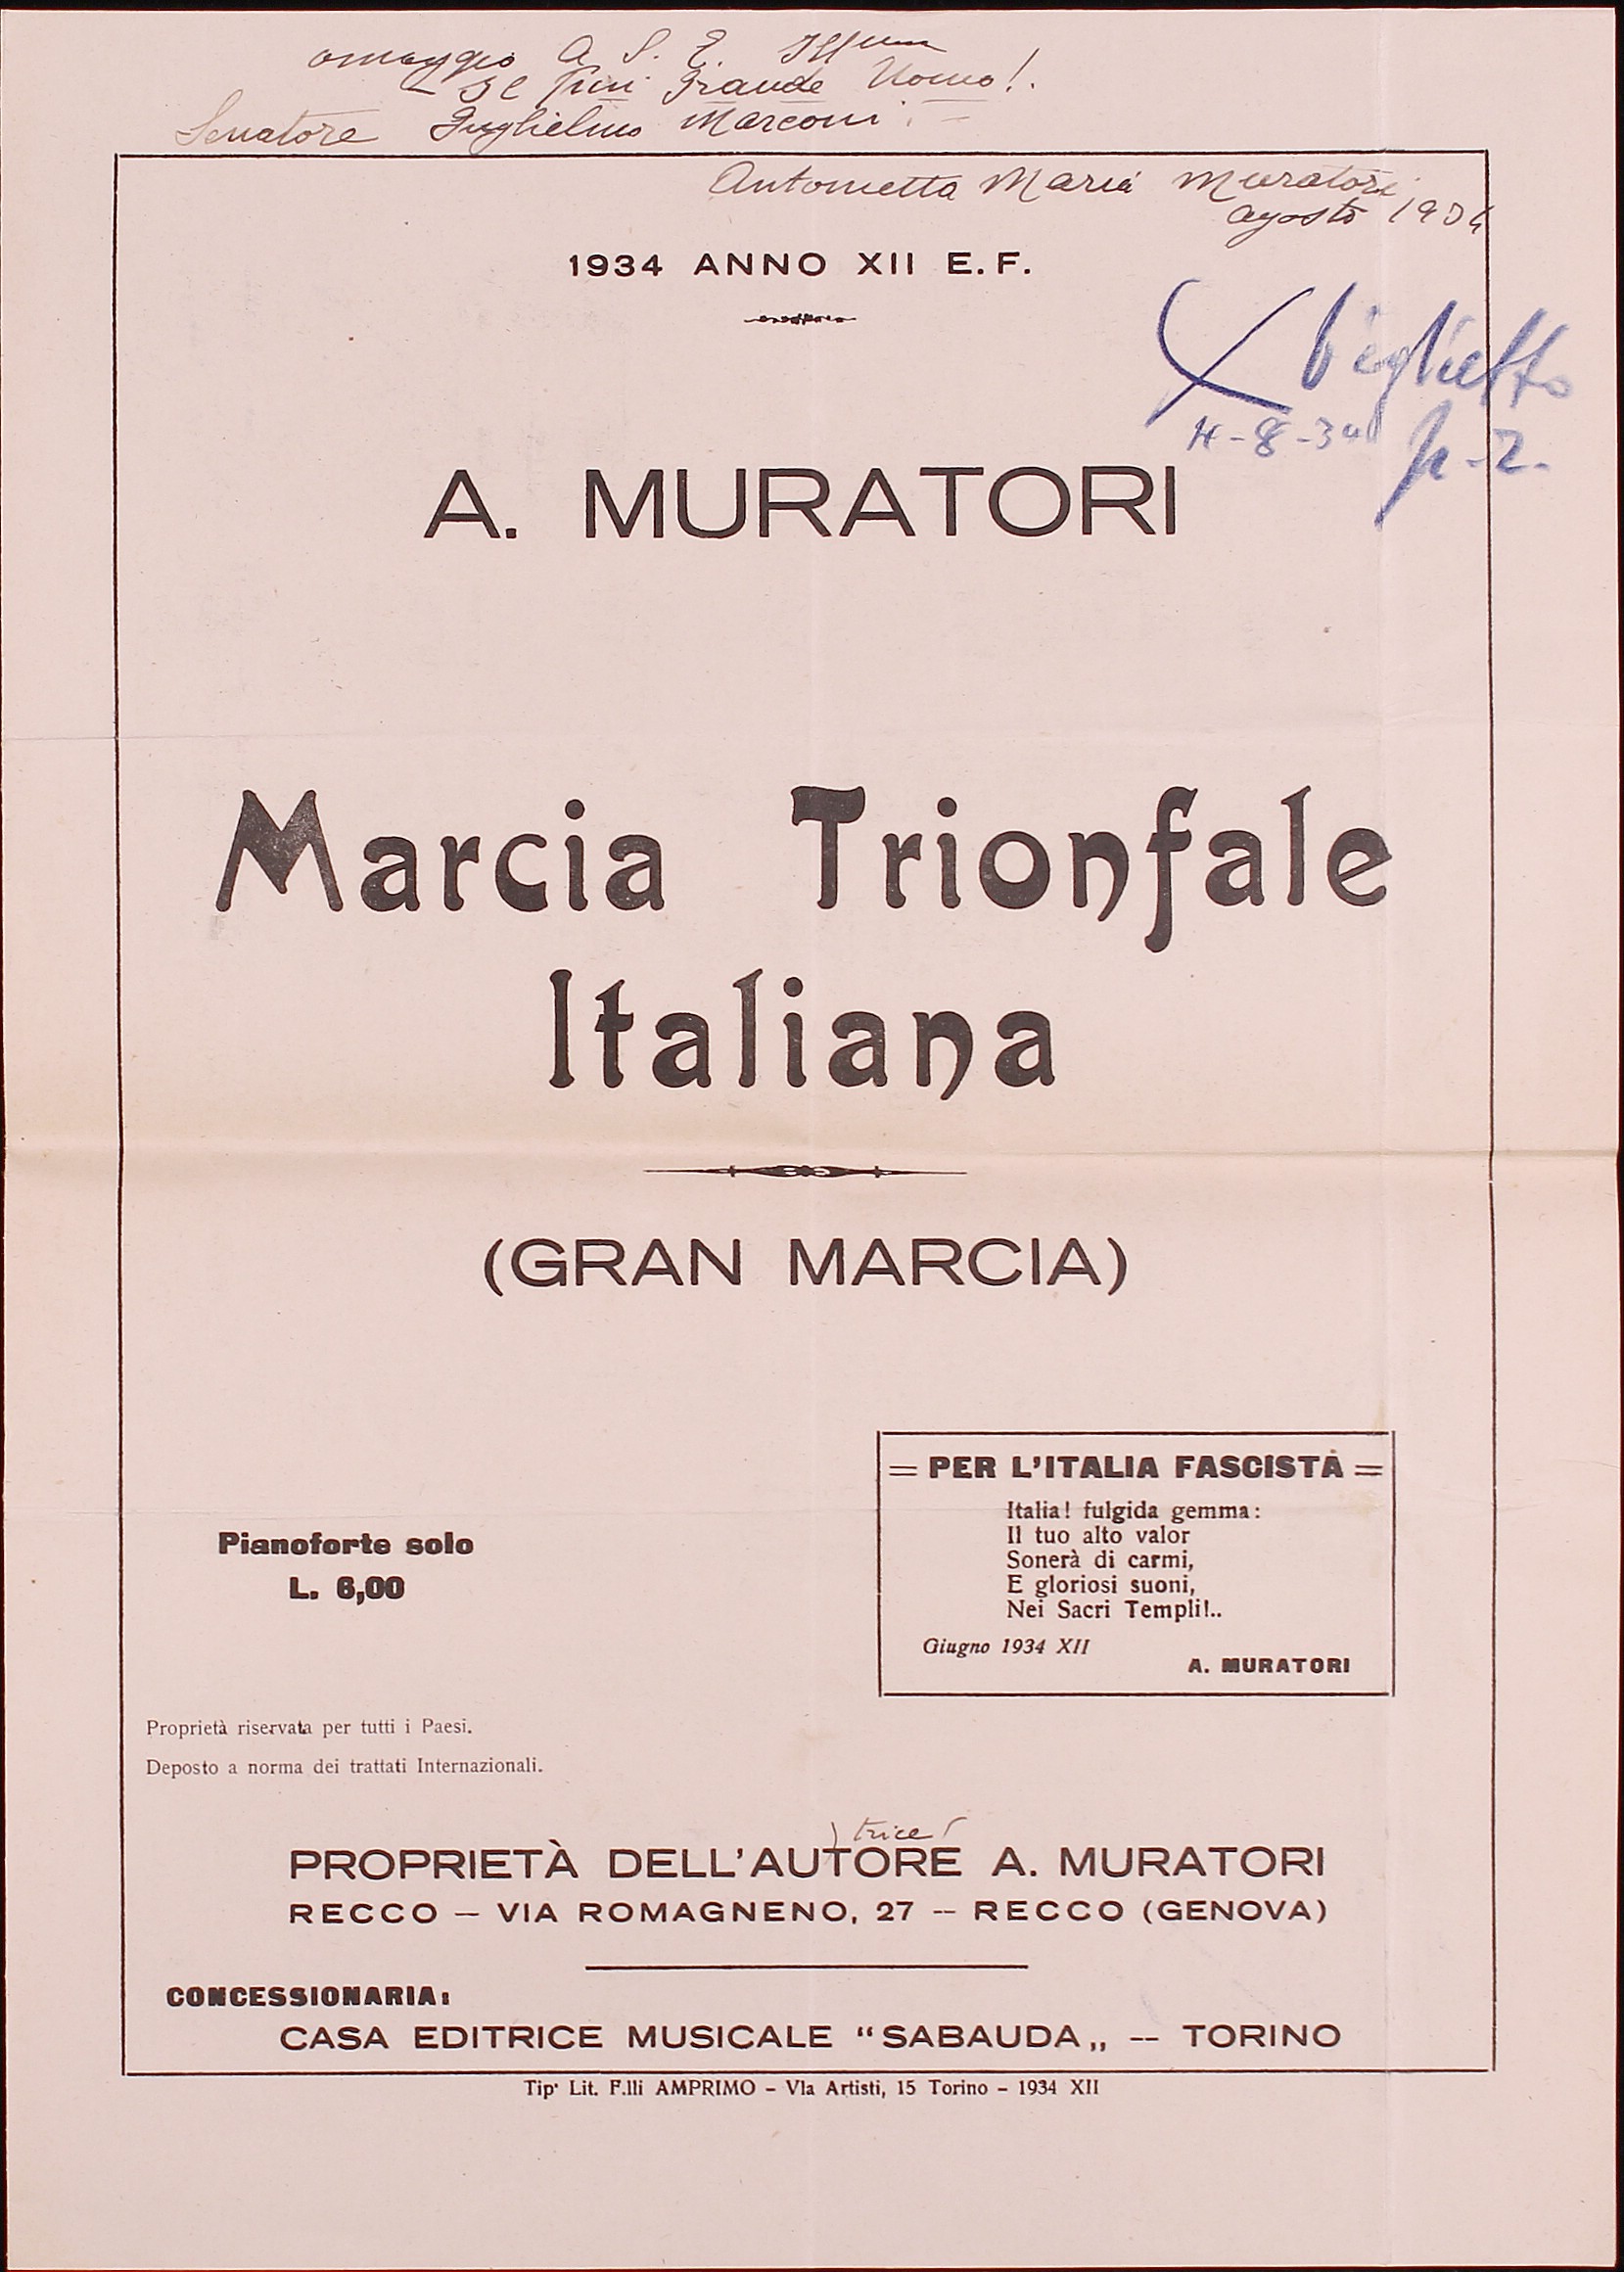 omaggio A S. E. Ill
Il più Grande Uomo!.
Senatore Guglielmo Marconi. –
Antonietta Maria Muratori
agosto 1934
1934 ANNO XII E.F.
biglietto
4-8-34
A. MURATORI
Marcia Trionfale
Italiana
(GRAN MARCIA)
= PER L'ITALIA FASCISTA =
Italia! fulgida gemma:
Il tuo alto valor
Sonerà di carmi,
E gloriosi suoni,
Nei Sacri Templi!..
Giugno 1934 XII
A. MURATORI
Pianoforte solo
L. 6,00
Proprietà riservata per tutti i Paesi.
Deposto a norma dei trattati Internazionali.
trice
PROPRIETÀ DELL'AUTORE A. MURATORI
RECCO — VIA ROMAGNENO, 27 -- RECCO (GENOVA)
CONCESSIONARIA:
CASA EDITRICE MUSICALE "SABAUDA„ -- TORINO
Tip· Lit. F.lli AMPRIMO - Via Artisti, 15 Torino - 1934 XII